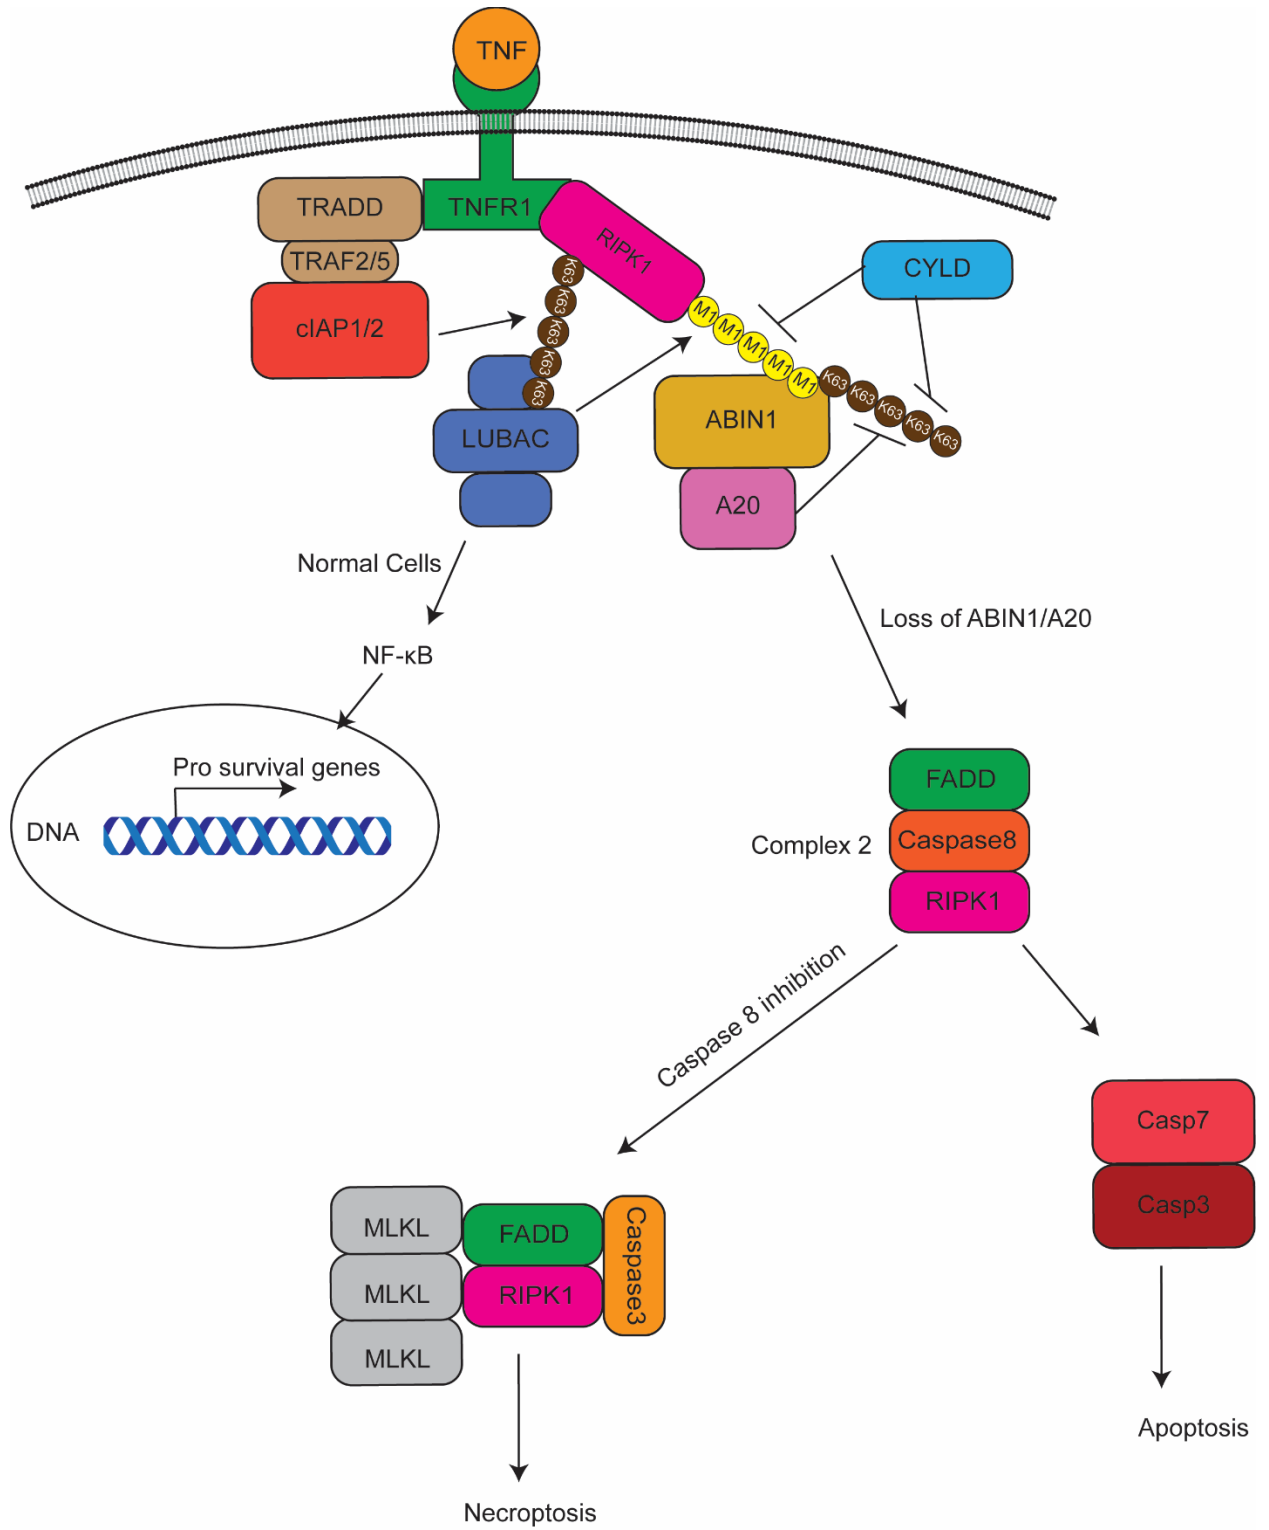 TNF
TRADD
TNFR1
RIPK1
TRAF2/5
cIAP1/2
K63
K63
K63
K63
K63
CYLD
M1
M1
M1
M1
M1
K63
K63
K63
K63
K63
LUBAC
ABIN1
A20
Normal Cells
NF-κB
Loss of ABIN1/A20
Pro survival genes
DNA
FADD
Complex 2
Caspase8
RIPK1
Caspase 8 inhibition
Casp7
Casp3
MLKL
FADD
Caspase3
MLKL
RIPK1
MLKL
Apoptosis
Necroptosis